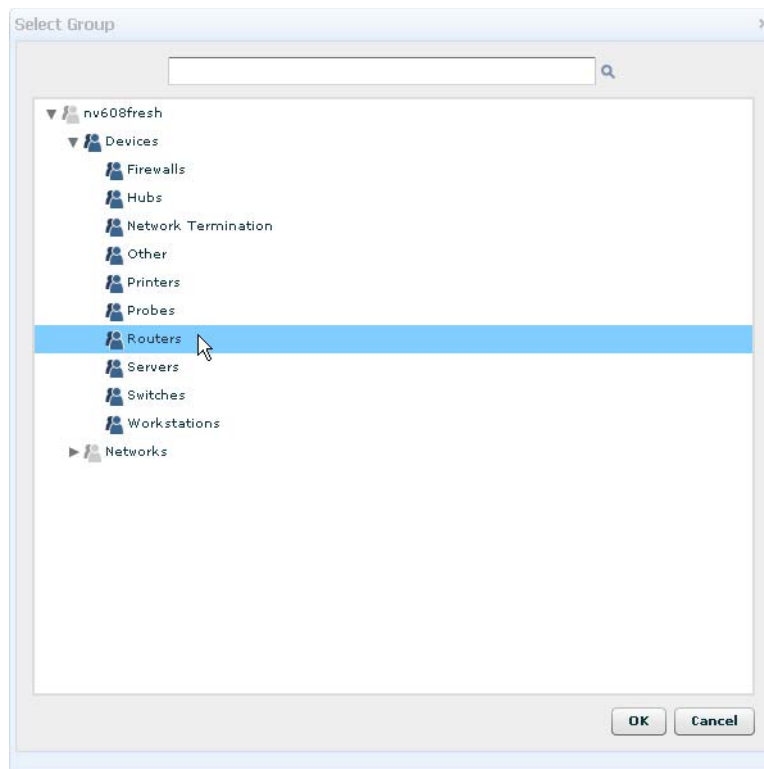 Select Group
nv608fresh
Devices
Firewalls
Hubs
Network Termination
Other
Printers
Probes
Routers
Servers
Switches
Workstations
Networks
OK Cancel